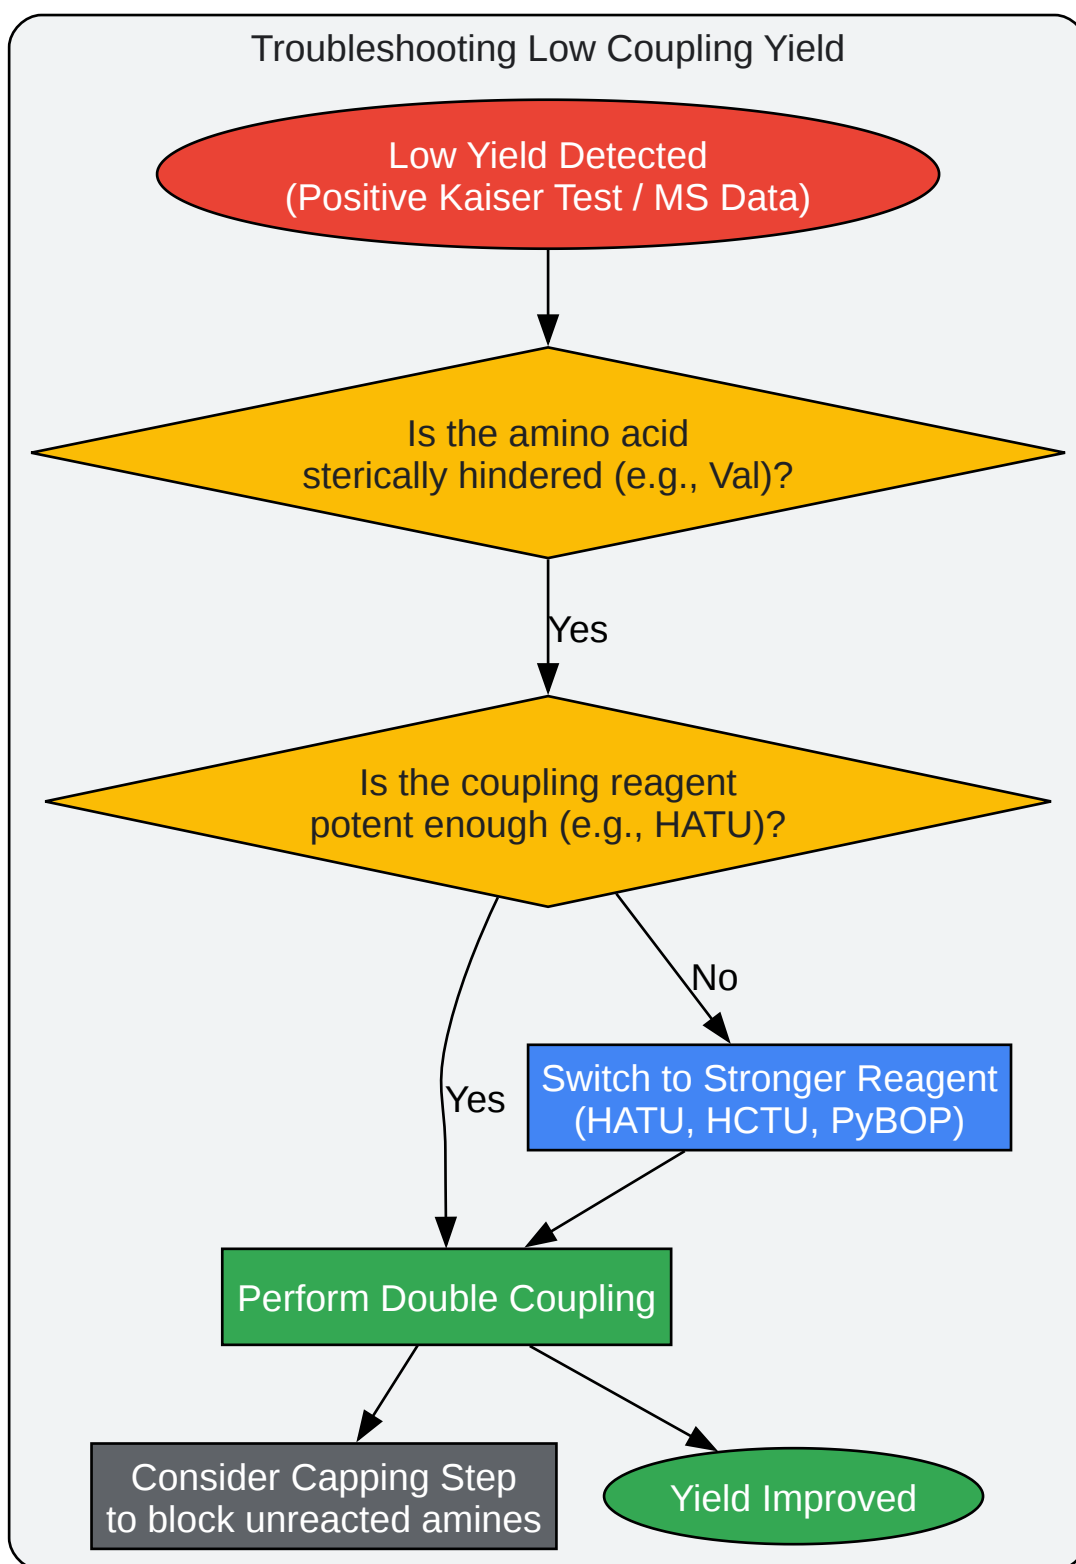 Troubleshooting Low Coupling Yield
Low Yield Detected
(Positive Kaiser Test / MS Data)
Is the amino acid
sterically hindered (e.g., Val)?
Yes
Is the coupling reagent
potent enough (e.g., HATU)?
No
Switch to Stronger Reagent
(HATU, HCTU, PyBOP)
Yes
Perform Double Coupling
Consider Capping Step
to block unreacted amines
Yield Improved